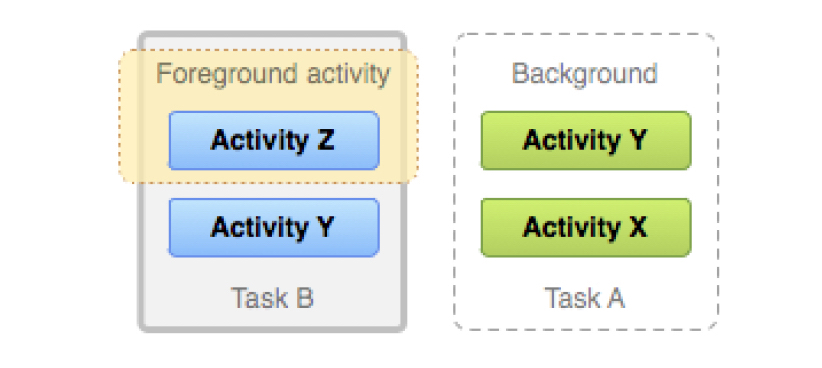 Foreground activity
Activity Z
Activity Y
Task B
Background
Activity Y
Activity X
Task A